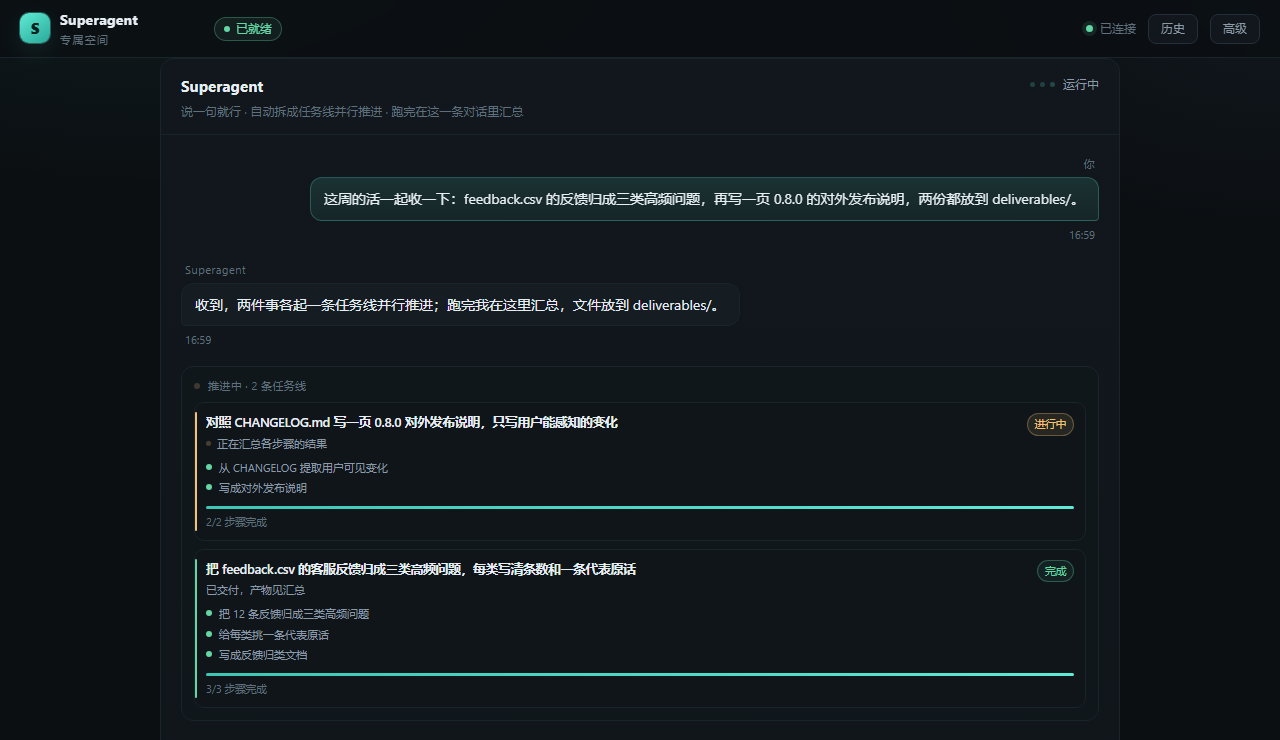 S
Superagent
专属空间
已就绪
已连接
历史
高级
Superagent
运行中
说一句就行 · 自动拆成任务线并行推进 · 跑完在这一条对话里汇总
你
这周的活一起收一下：feedback.csv 的反馈归成三类高频问题，再写一页 0.8.0 的对外发布说明，两份都放到 deliverables/。
16:59
Superagent
收到，两件事各起一条任务线并行推进；跑完我在这里汇总，文件放到 deliverables/。
16:59
推进中 · 2 条任务线
对照 CHANGELOG.md 写一页 0.8.0 对外发布说明，只写用户能感知的变化
进行中
正在汇总各步骤的结果
从 CHANGELOG 提取用户可见变化
写成对外发布说明
2/2 步骤完成
把 feedback.csv 的客服反馈归成三类高频问题，每类写清条数和一条代表原话
完成
已交付，产物见汇总
把 12 条反馈归成三类高频问题
给每类挑一条代表原话
写成反馈归类文档
3/3 步骤完成